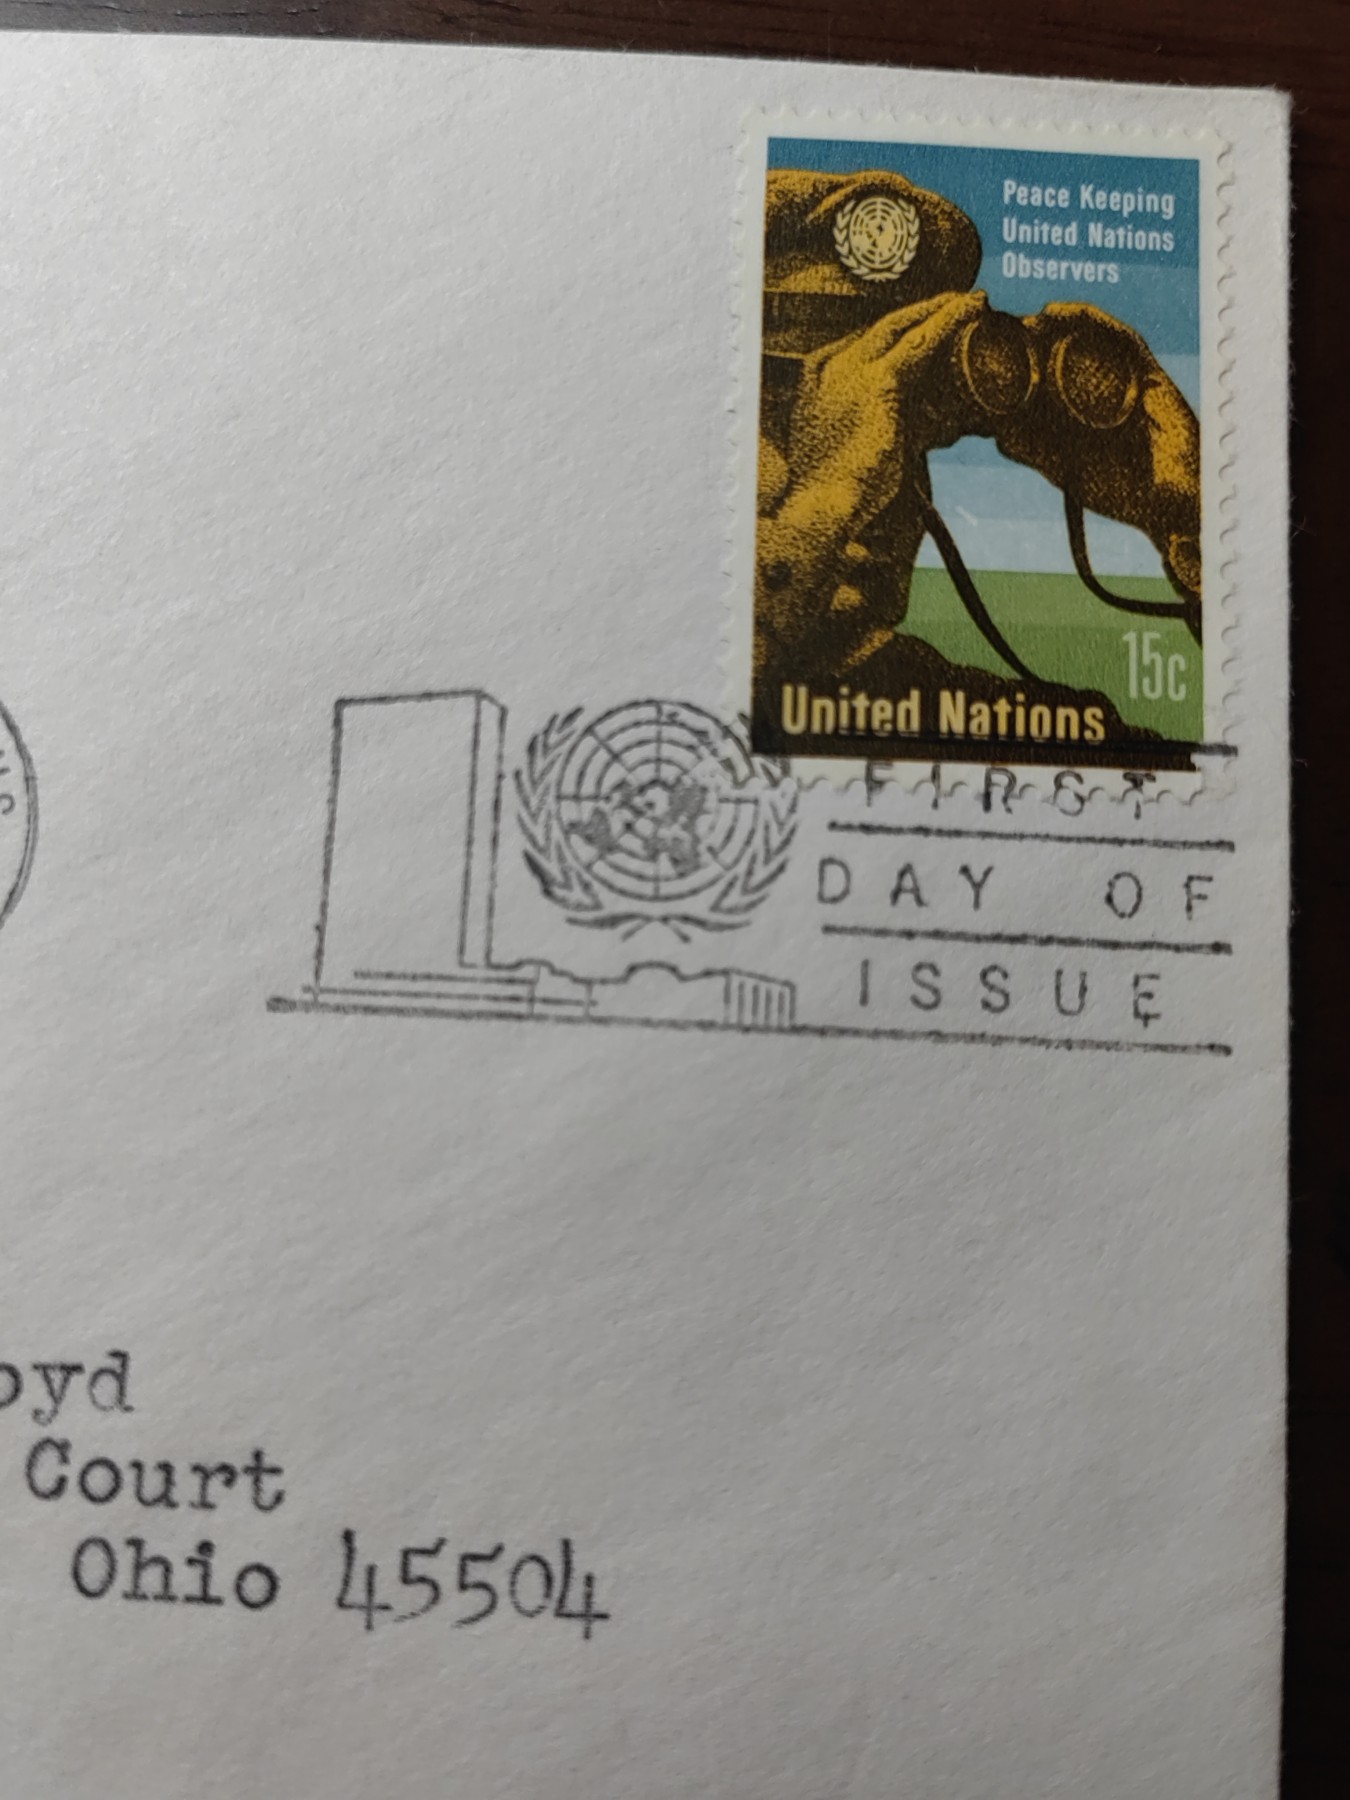 Peace Keeping
United Nations
Observers
15c
United Nations
FIRST
DAY OF
ISSUE
Court
Ohio 45504